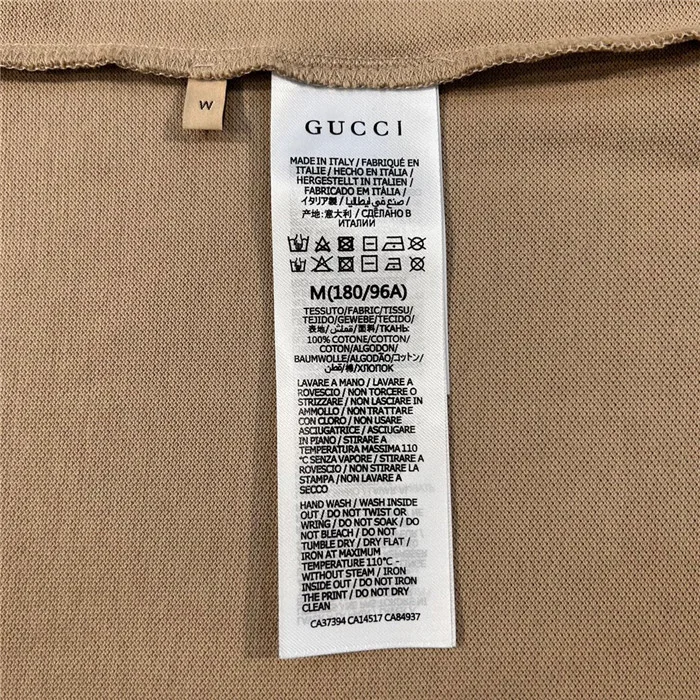 W
GUCCI
MADE IN ITALY / FABRIQUÉ EN
ITALIE / HECHO EN ITALIA /
HERGESTELLT IN ITALIEN /
FABRICADO EM ITÀLIA /
イタリア製 / صنع في ايطاليا /
产地: 意大利 / СДЕЛАНО В
ИТАЛИИ
M(180/96A)
TESSUTO/FABRIC/TISSU/
TEJIDO/GEWEBE/TECIDO/
表地/قماش/面料/ТКАНЬ:
100% COTONE/COTTON/
COTON/ALGODON/
BAUMWOLLE/ALGODÃO/コットン/
قطن/棉/ХЛОПОК
LAVARE A MANO / LAVARE A
ROVESCIO / NON TORCERE O
STRIZZARE / NON LASCIARE IN
AMMOLLO / NON TRATTARE
CON CLORO / NON USARE
ASCIUGATRICE / ASCIUGARE
IN PIANO / STIRARE A
TEMPERATURA MASSIMA 110
°C SENZA VAPORE / STIRARE A
ROVESCIO / NON STIRARE LA
STAMPA / NON LAVARE A
SECCO
HAND WASH / WASH INSIDE
OUT / DO NOT TWIST OR
WRING / DO NOT SOAK / DO
NOT BLEACH / DO NOT
TUMBLE DRY / DRY FLAT /
IRON AT MAXIMUM
TEMPERATURE 110°C -
WITHOUT STEAM / IRON
INSIDE OUT / DO NOT IRON
THE PRINT / DO NOT DRY
CLEAN
CA37394 CA14517 CA84937